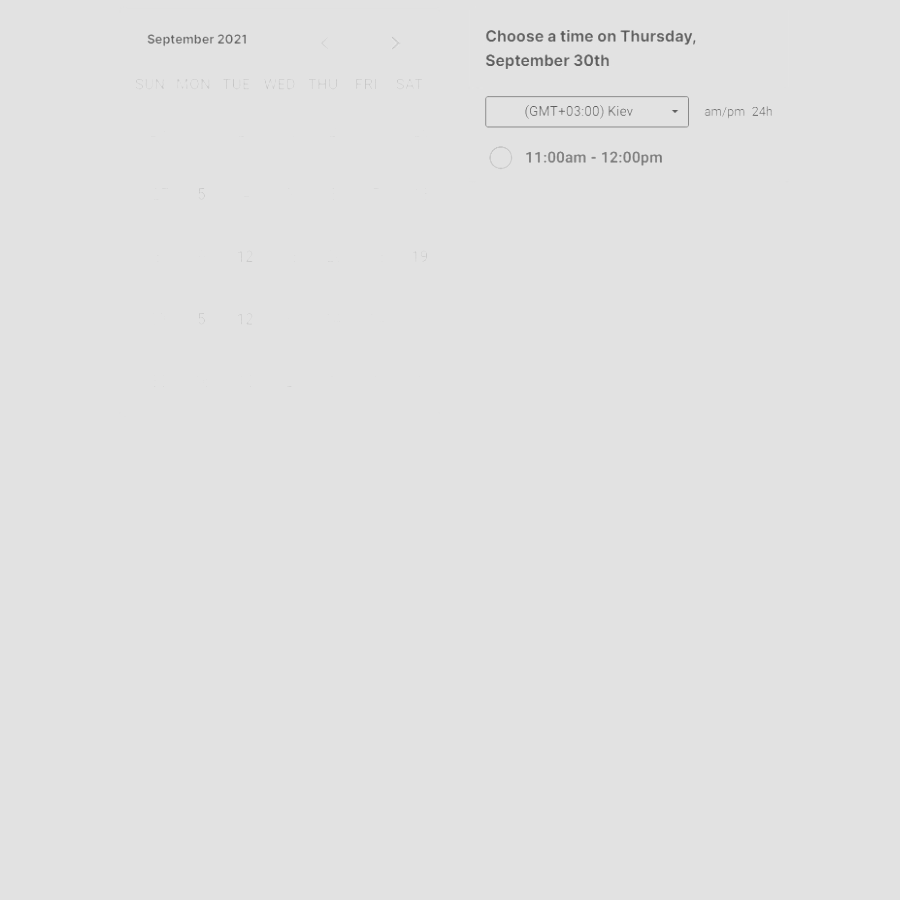 September 2021
SUN MON TUE WED THU FRI SAT
5
12 19
5 12
Choose a time on Thursday,
September 30th
(GMT+03:00) Kiev
am/pm 24h
11:00am - 12:00pm